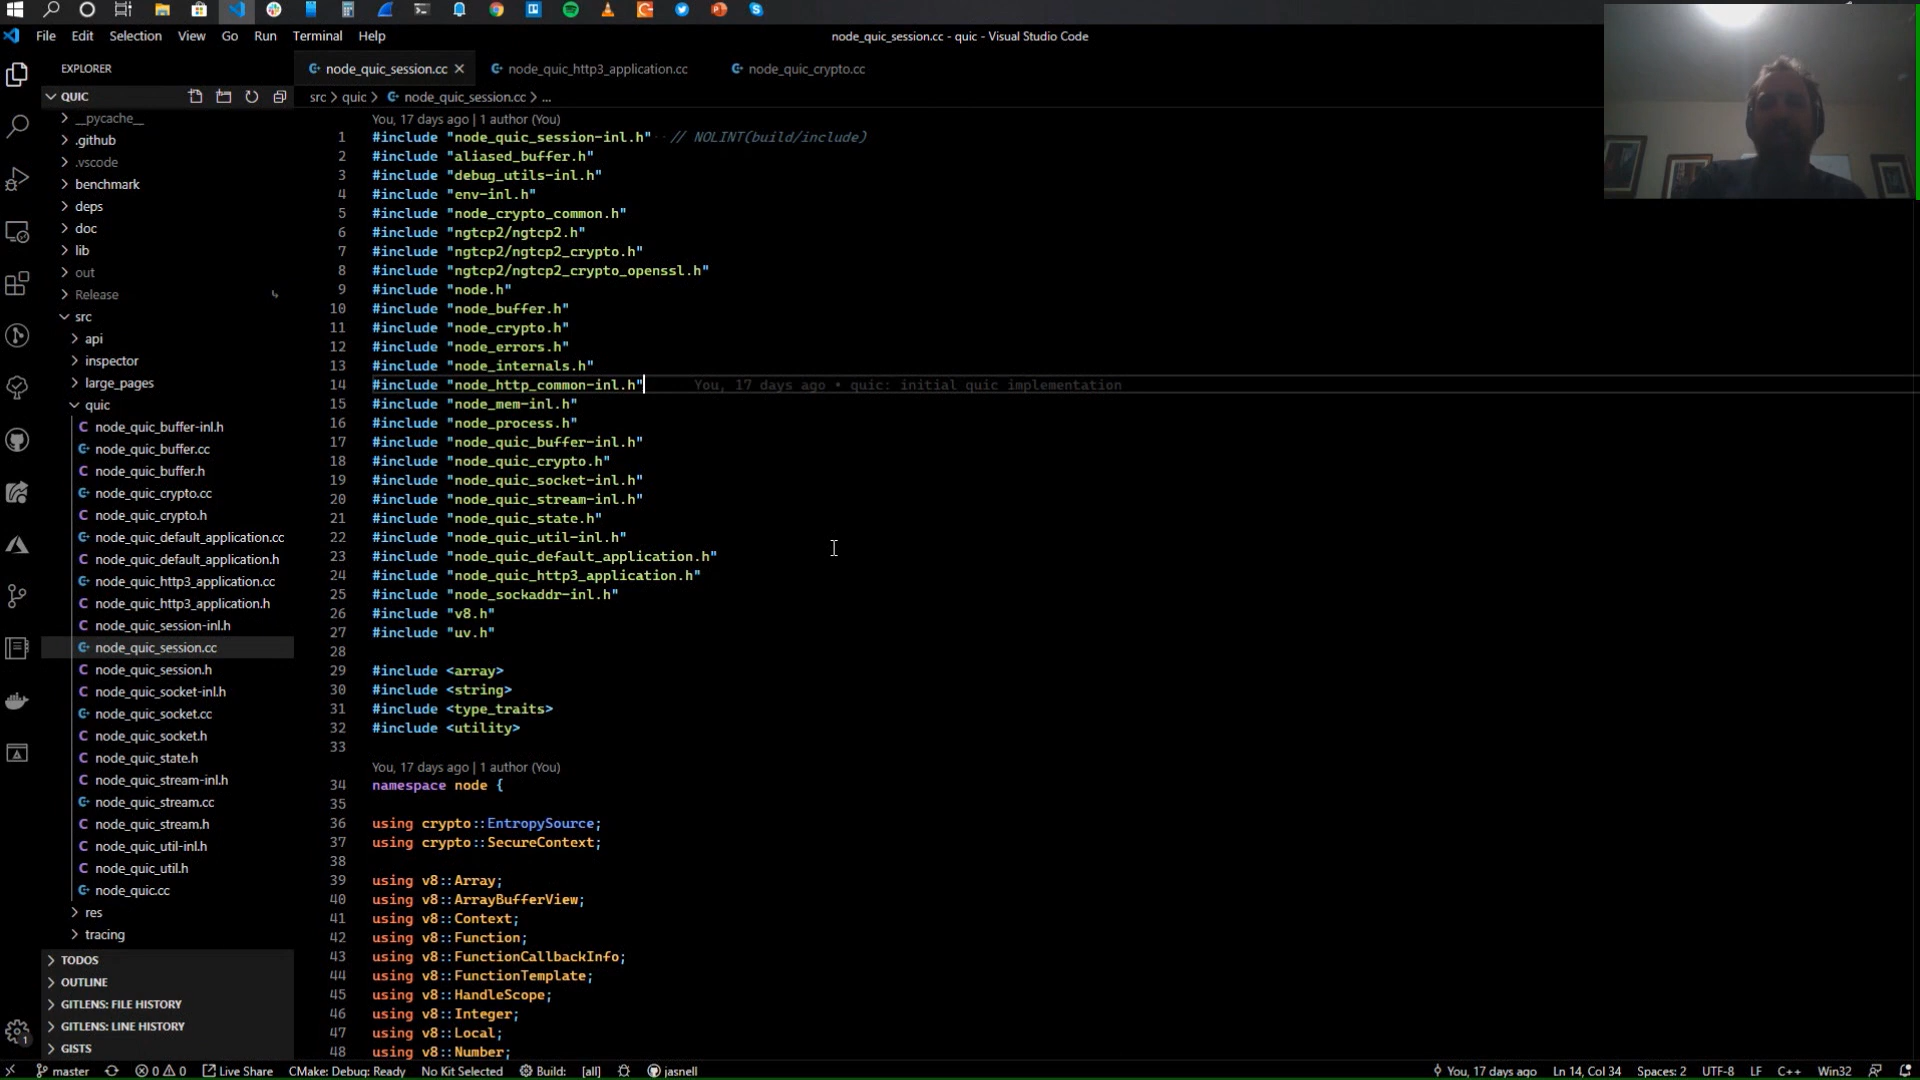 File Edit Selection View Go Run Terminal Help
node_quic_session.cc - quic - Visual Studio Code
EXPLORER
QUIC
__pycache__
.github
.vscode
benchmark
deps
doc
lib
out
Release
src
api
inspector
large_pages
quic
node_quic_buffer-inl.h
node_quic_buffer.cc
node_quic_buffer.h
node_quic_crypto.cc
node_quic_crypto.h
node_quic_default_application.cc
node_quic_default_application.h
node_quic_http3_application.cc
node_quic_http3_application.h
node_quic_session-inl.h
node_quic_session.cc
node_quic_session.h
node_quic_socket-inl.h
node_quic_socket.cc
node_quic_socket.h
node_quic_state.h
node_quic_stream-inl.h
node_quic_stream.cc
node_quic_stream.h
node_quic_util-inl.h
node_quic_util.h
node_quic.cc
res
tracing
TODOS
OUTLINE
GITLENS: FILE HISTORY
GITLENS: LINE HISTORY
GISTS
node_quic_session.cc node_quic_http3_application.cc node_quic_crypto.cc
src > quic > node_quic_session.cc > ...
You, 17 days ago | 1 author (You)
1 #include "node_quic_session-inl.h" // NOLINT(build/include)
2 #include "aliased_buffer.h"
3 #include "debug_utils-inl.h"
4 #include "env-inl.h"
5 #include "node_crypto_common.h"
6 #include "ngtcp2/ngtcp2.h"
7 #include "ngtcp2/ngtcp2_crypto.h"
8 #include "ngtcp2/ngtcp2_crypto_openssl.h"
9 #include "node.h"
10 #include "node_buffer.h"
11 #include "node_crypto.h"
12 #include "node_errors.h"
13 #include "node_internals.h"
14 #include "node_http_common-inl.h" You, 17 days ago • quic: initial quic implementation
15 #include "node_mem-inl.h"
16 #include "node_process.h"
17 #include "node_quic_buffer-inl.h"
18 #include "node_quic_crypto.h"
19 #include "node_quic_socket-inl.h"
20 #include "node_quic_stream-inl.h"
21 #include "node_quic_state.h"
22 #include "node_quic_util-inl.h"
23 #include "node_quic_default_application.h"
24 #include "node_quic_http3_application.h"
25 #include "node_sockaddr-inl.h"
26 #include "v8.h"
27 #include "uv.h"
28
29 #include <array>
30 #include <string>
31 #include <type_traits>
32 #include <utility>
33
You, 17 days ago | 1 author (You)
34 namespace node {
35
36 using crypto::EntropySource;
37 using crypto::SecureContext;
38
39 using v8::Array;
40 using v8::ArrayBufferView;
41 using v8::Context;
42 using v8::Function;
43 using v8::FunctionCallbackInfo;
44 using v8::FunctionTemplate;
45 using v8::HandleScope;
46 using v8::Integer;
47 using v8::Local;
48 using v8::Number;
1 master 0 0 Live Share CMake: Debug: Ready No Kit Selected Build: [all] jasnell You, 17 days ago Ln 14, Col 34 Spaces: 2 UTF-8 LF C++ Win32